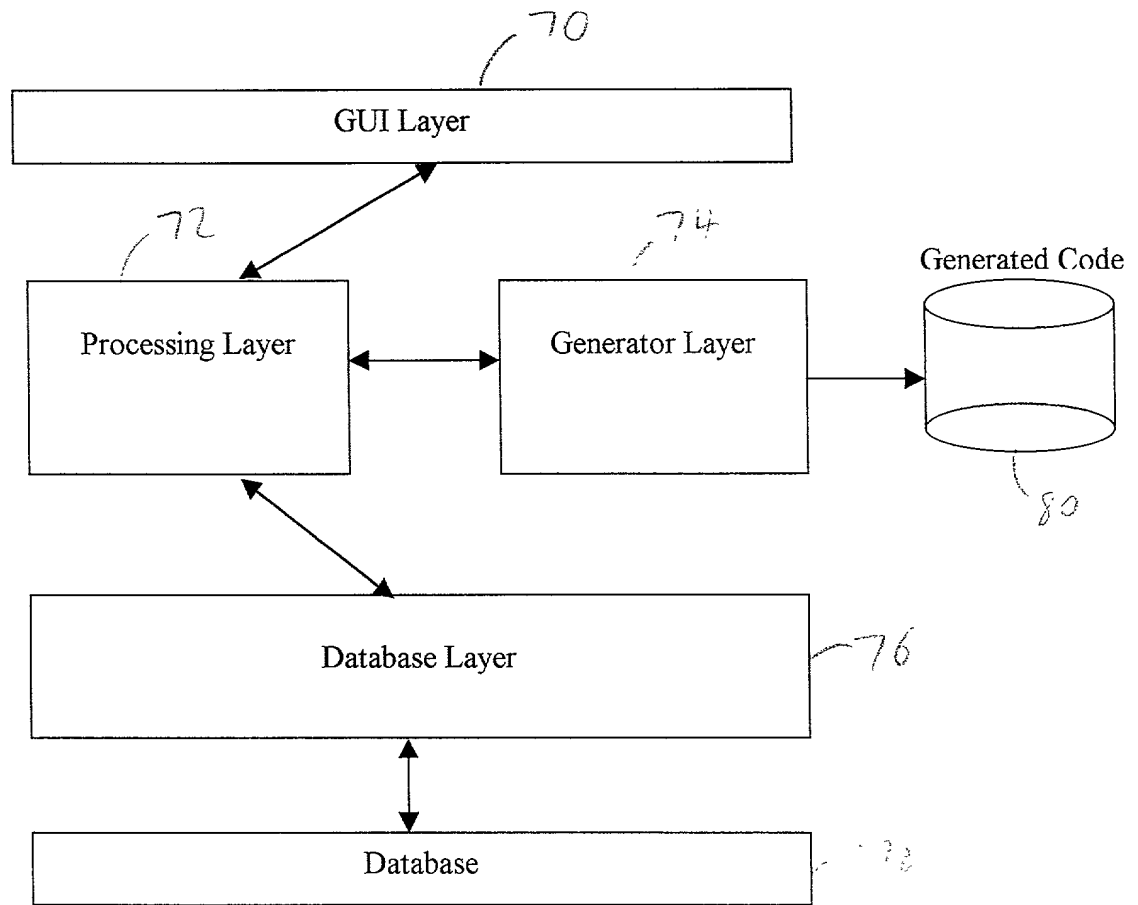 70
GUI Layer
72
74
Generated Code
Processing Layer
Generator Layer
80
Database Layer
76
Database